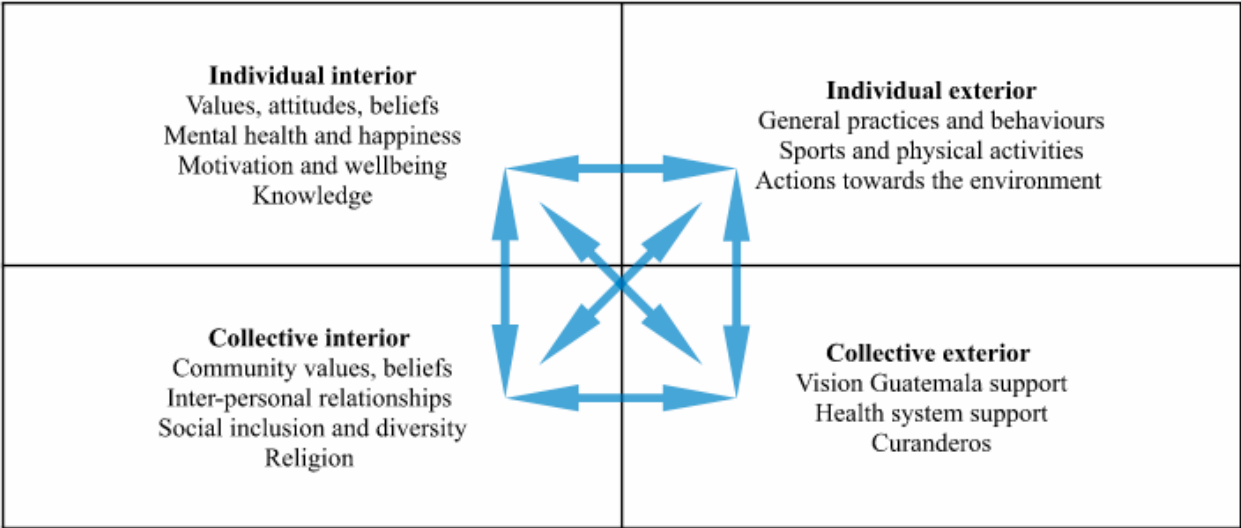 Individual interior
Values, attitudes, beliefs
Mental health and happiness
Motivation and wellbeing
Knowledge
Individual exterior
General practices and behaviours
Sports and physical activities
Actions towards the environment
Collective interior
Community values, beliefs
Inter-personal relationships
Social inclusion and diversity
Religion
Collective exterior
Vision Guatemala support
Health system support
Curanderos